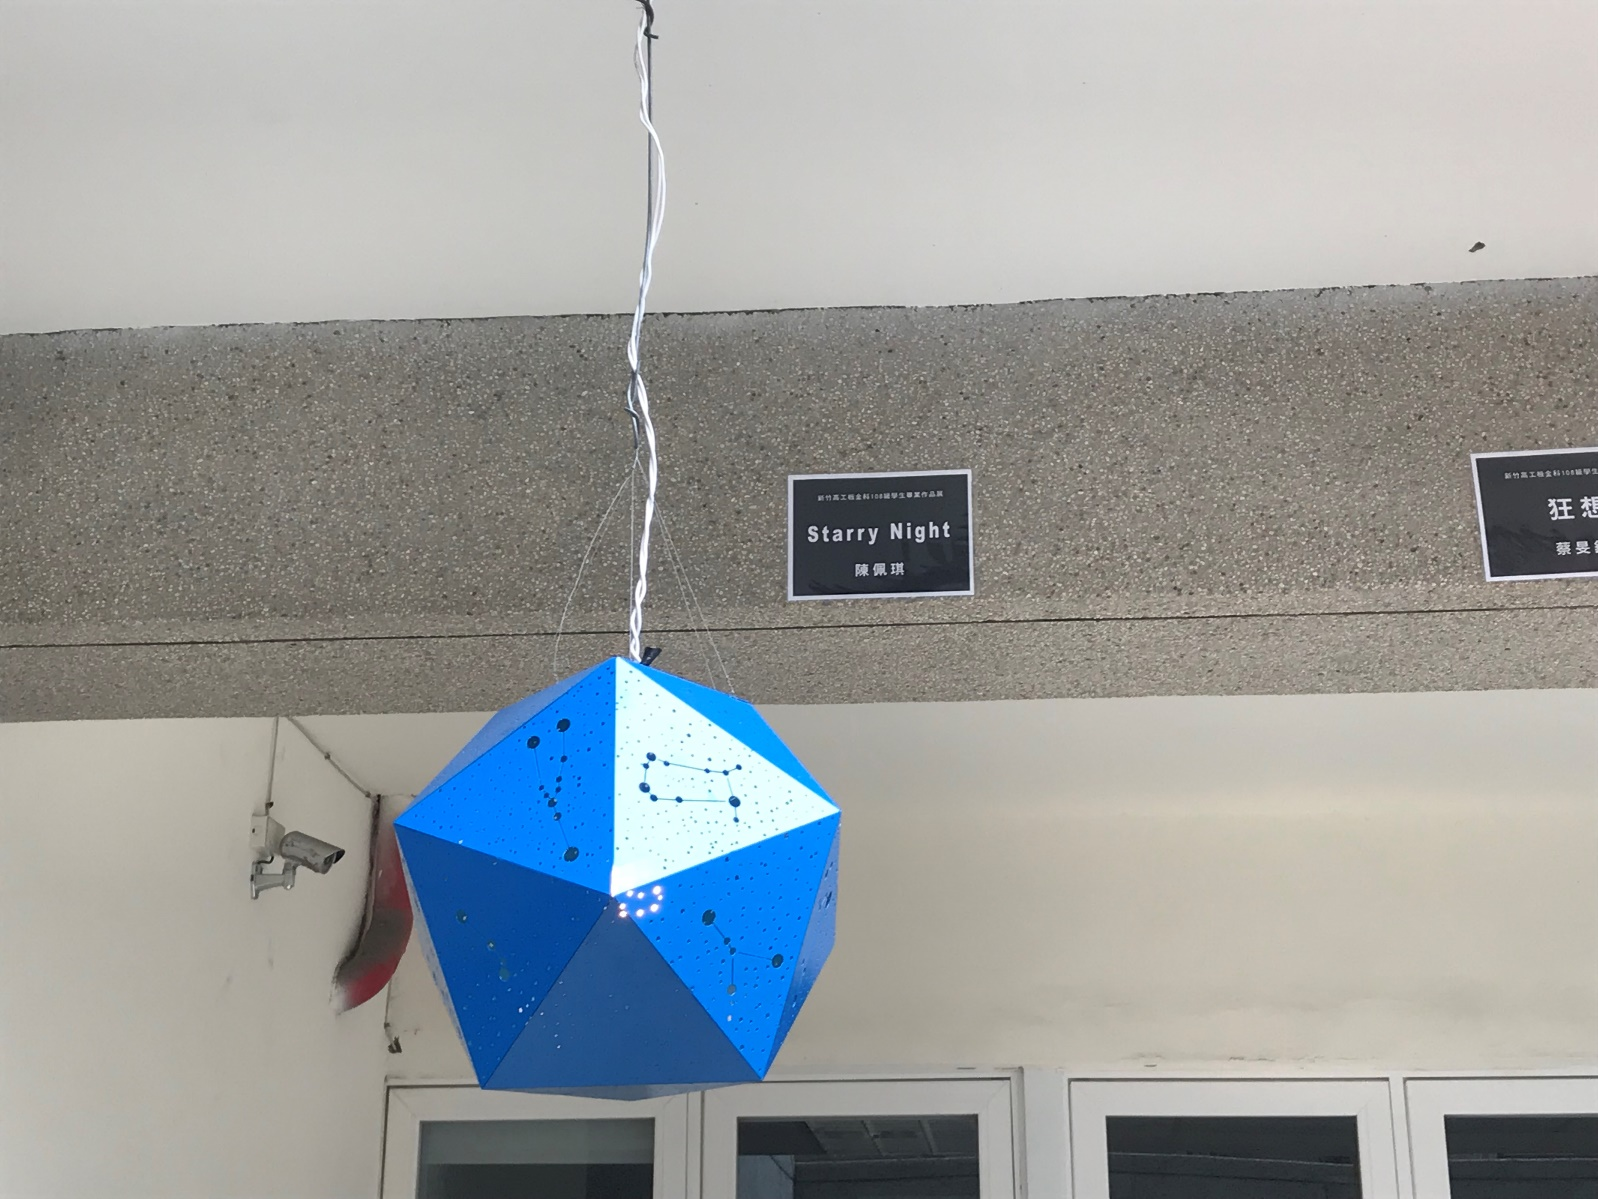 新竹高工板金科108級學生畢業作品展
Starry Night
陳佩琪
新竹高工板金科108級學生
狂想
蔡旻